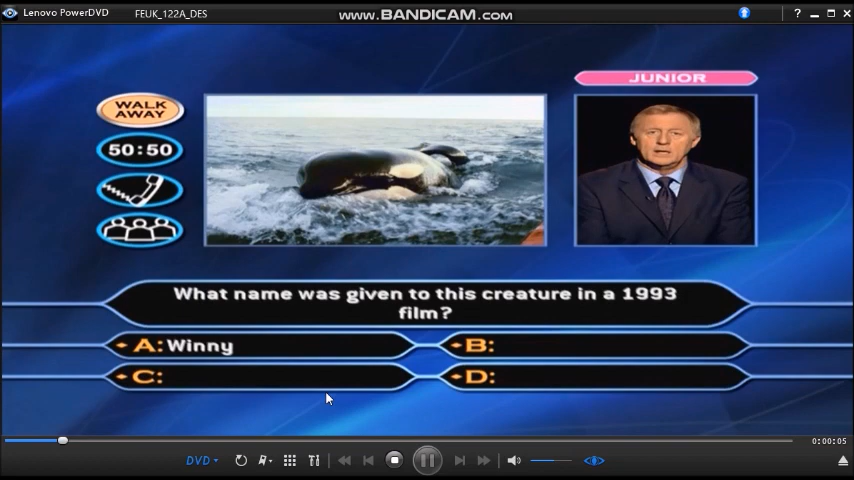 Lenovo PowerDVD
FEUK_122A_DES
www.BANDICAM.com
?
JUNIOR
WALK
AWAY
50:50
What name was given to this creature in a 1993
film?
A: Winny
B:
C:
D:
0:00:05
DVD